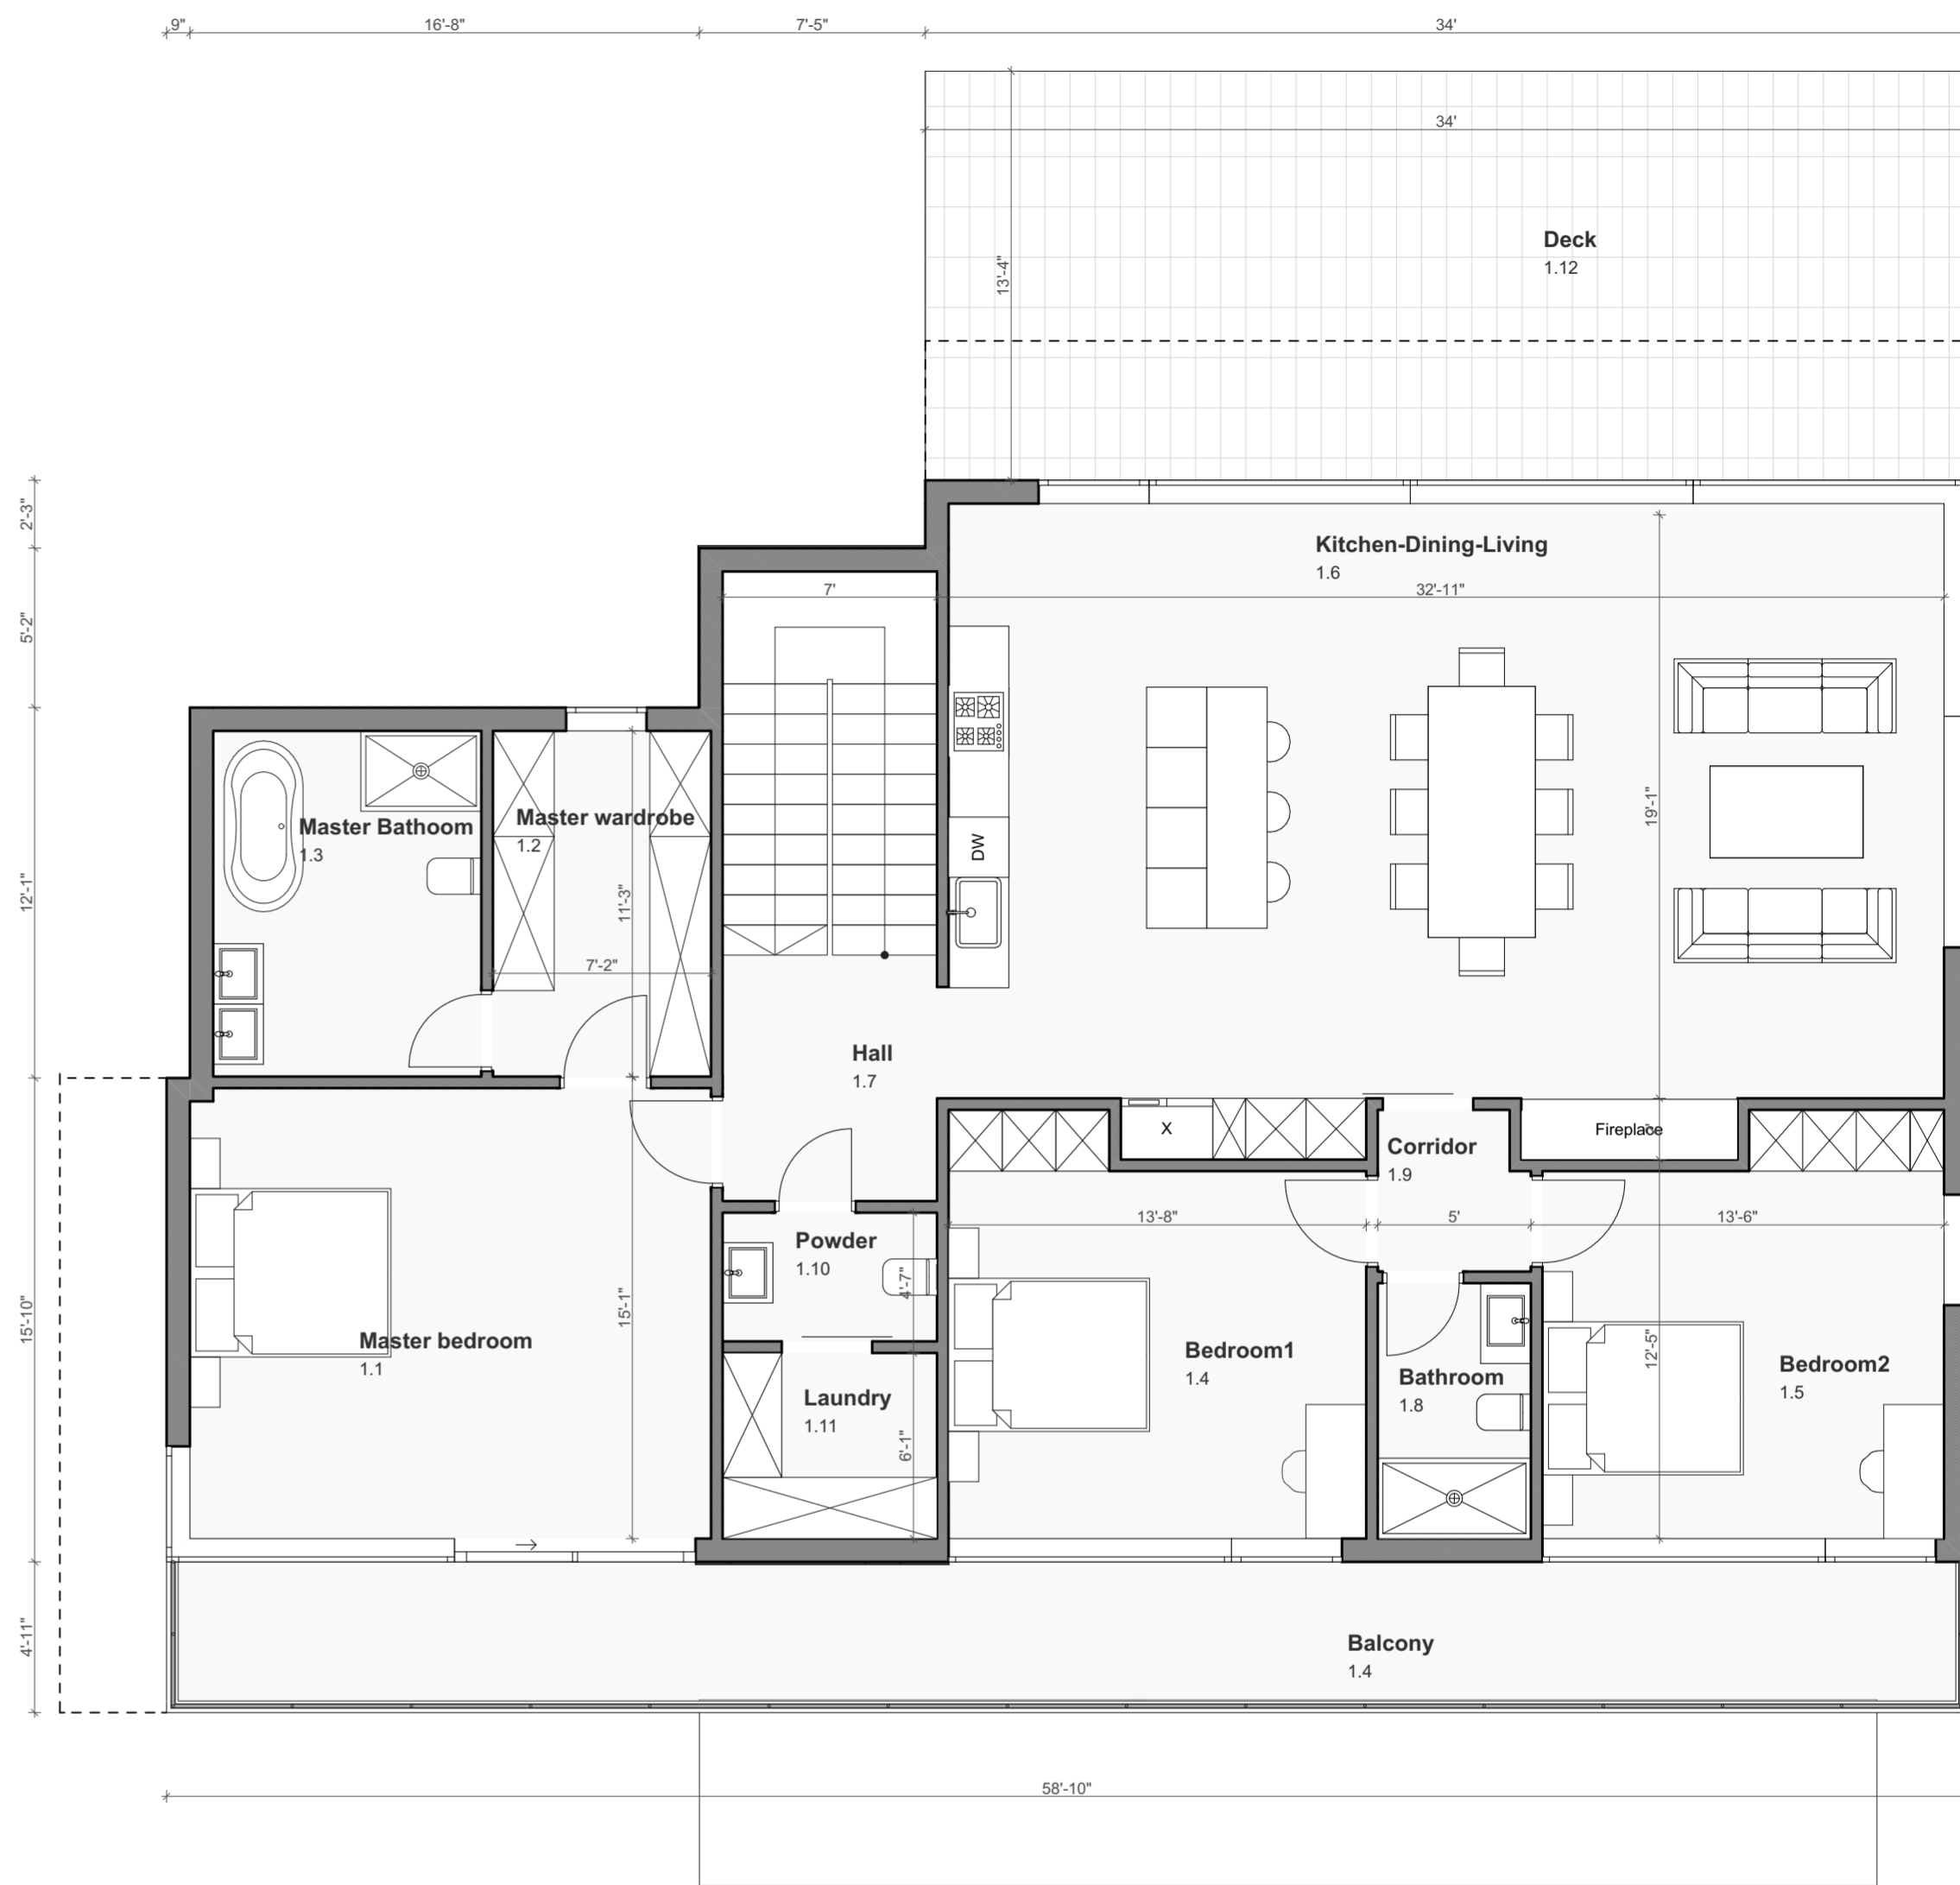 9"
16'-8"
7'-5"
34'
34'
Deck
1.12
13'-4"
2'-3"
Kitchen-Dining-Living
1.6
7'
32'-11"
5'-2"
19'-1"
Master wardrobe
1.2
Master Bathoom
1.3
DW
12'-1"
11'-3"
7'-2"
Hall
1.7
X
Fireplace
Corridor
1.9
13'-8"
5'
13'-6"
Powder
1.10
4'-7"
15'-10"
15'-1"
Master bedroom
1.1
Bedroom1
1.4
12'-5"
Bedroom2
1.5
Bathroom
1.8
Laundry
1.11
6'-1"
4'-11"
Balcony
1.4
58'-10"